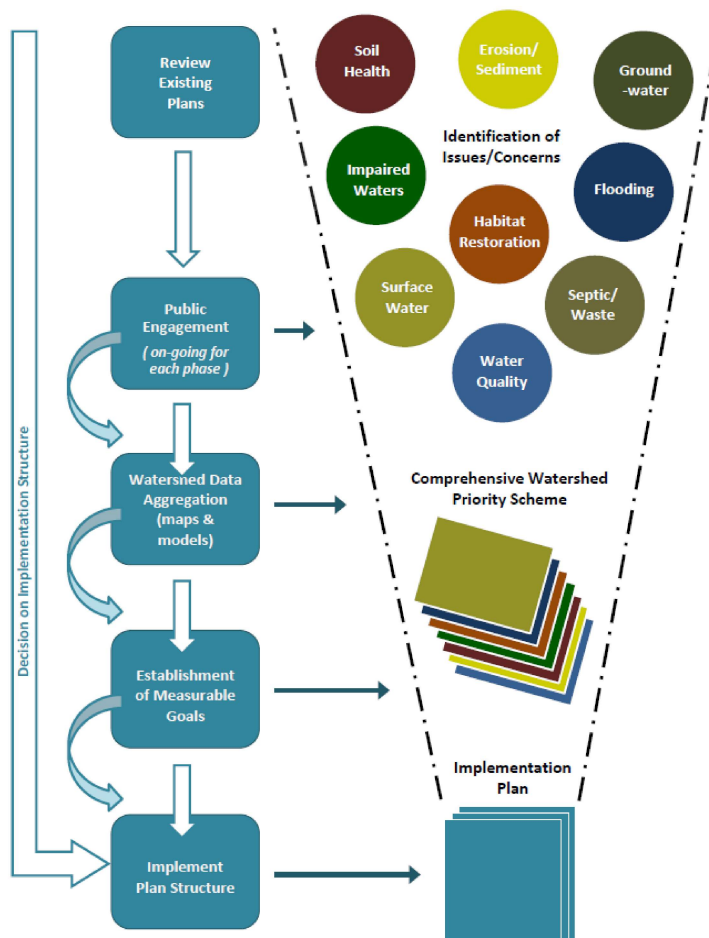 Decision on Implementation Structure
Review
Existing
Plans
Public
Engagement
( on-going for
each phase )
Watersned Data
Aggregation
(maps &
models)
Establishment
of Measurable
Goals
Implement
Plan Structure
Soil
Health
Erosion/
Sediment
Ground
-water
Identification of
Issues/Concerns
Impaired
Waters
Flooding
Habitat
Restoration
Surface
Water
Septic/
Waste
Water
Quality
Comprehensive Watershed
Priority Scheme
Implementation
Plan